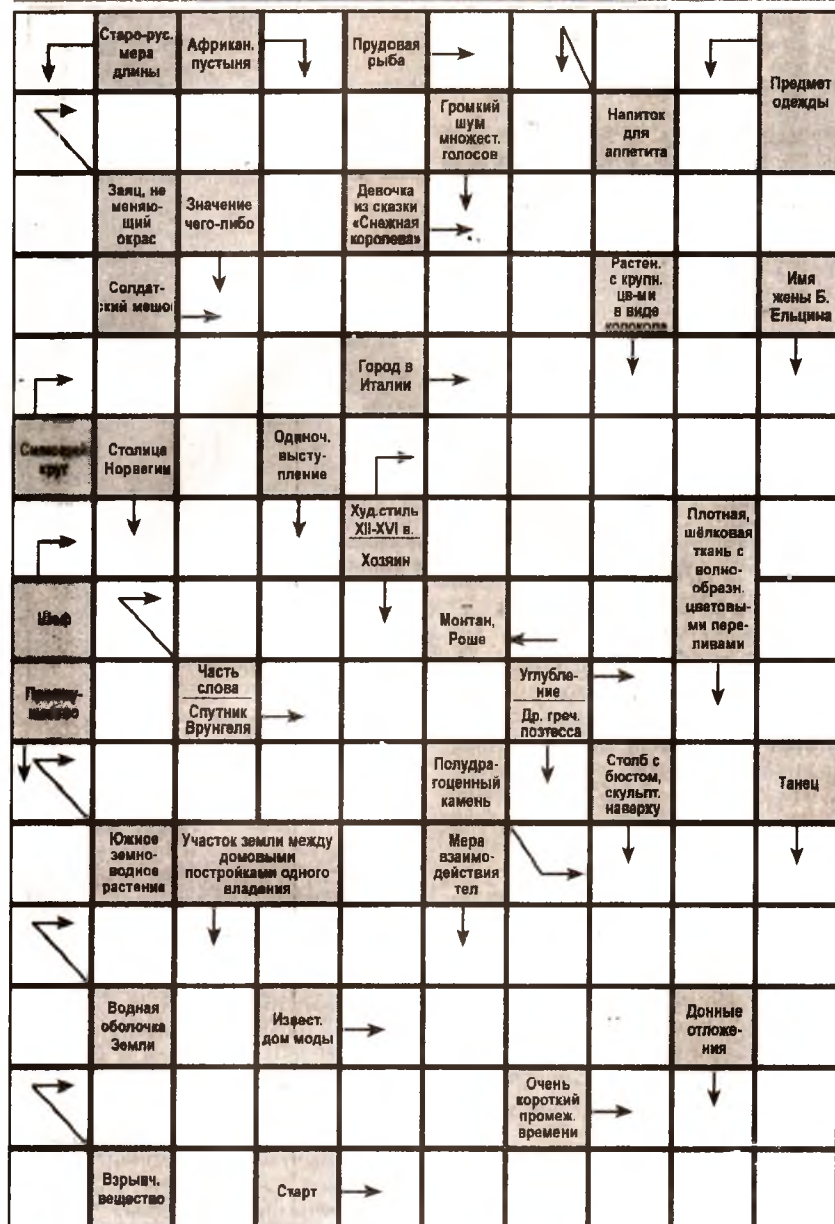 Старо-рус.
мера
длины
Африкан.
пустыня
Прудовая
рыба
Предмет
одежды
Громкий
шум
множест.
голосов
Напиток
для
аппетита
Заяц, не
меняю-
щий
окрас
Значение
чего-либо
Девочка
из сказки
«Снежная
королева»
Солдат-
ский мешо
Растен.
с крупн.
цв-ми
в виде
колокола
Имя
жены Б.
Ельцина
Город в
Италии
круг
Столица
Норвегии
Одиноч.
высту-
пление
Худ.стиль
XII-XVI в.
Хозяин
Плотная,
шёлковая
ткань с
волно-
образн.
цветовы-
ми пере-
ливами
Шеф
Монтан,
Роше
Часть
слова
Спутник
Врунгеля
Углубле-
ние
Др. греч.
поэтесса
Полудра-
гоценный
камень
Столб с
бюстом,
скульпт.
наверху
Танец
Южное
земно-
водное
растение
Участок земли между
домовыми
постройками одного
владения
Мера
взаимо-
действия
тел
Водная
оболочка
Земли
Извест.
дом моды
Донные
отложе-
ния
Очень
короткий
промеж.
времени
Взрывч.
вещество
Старт